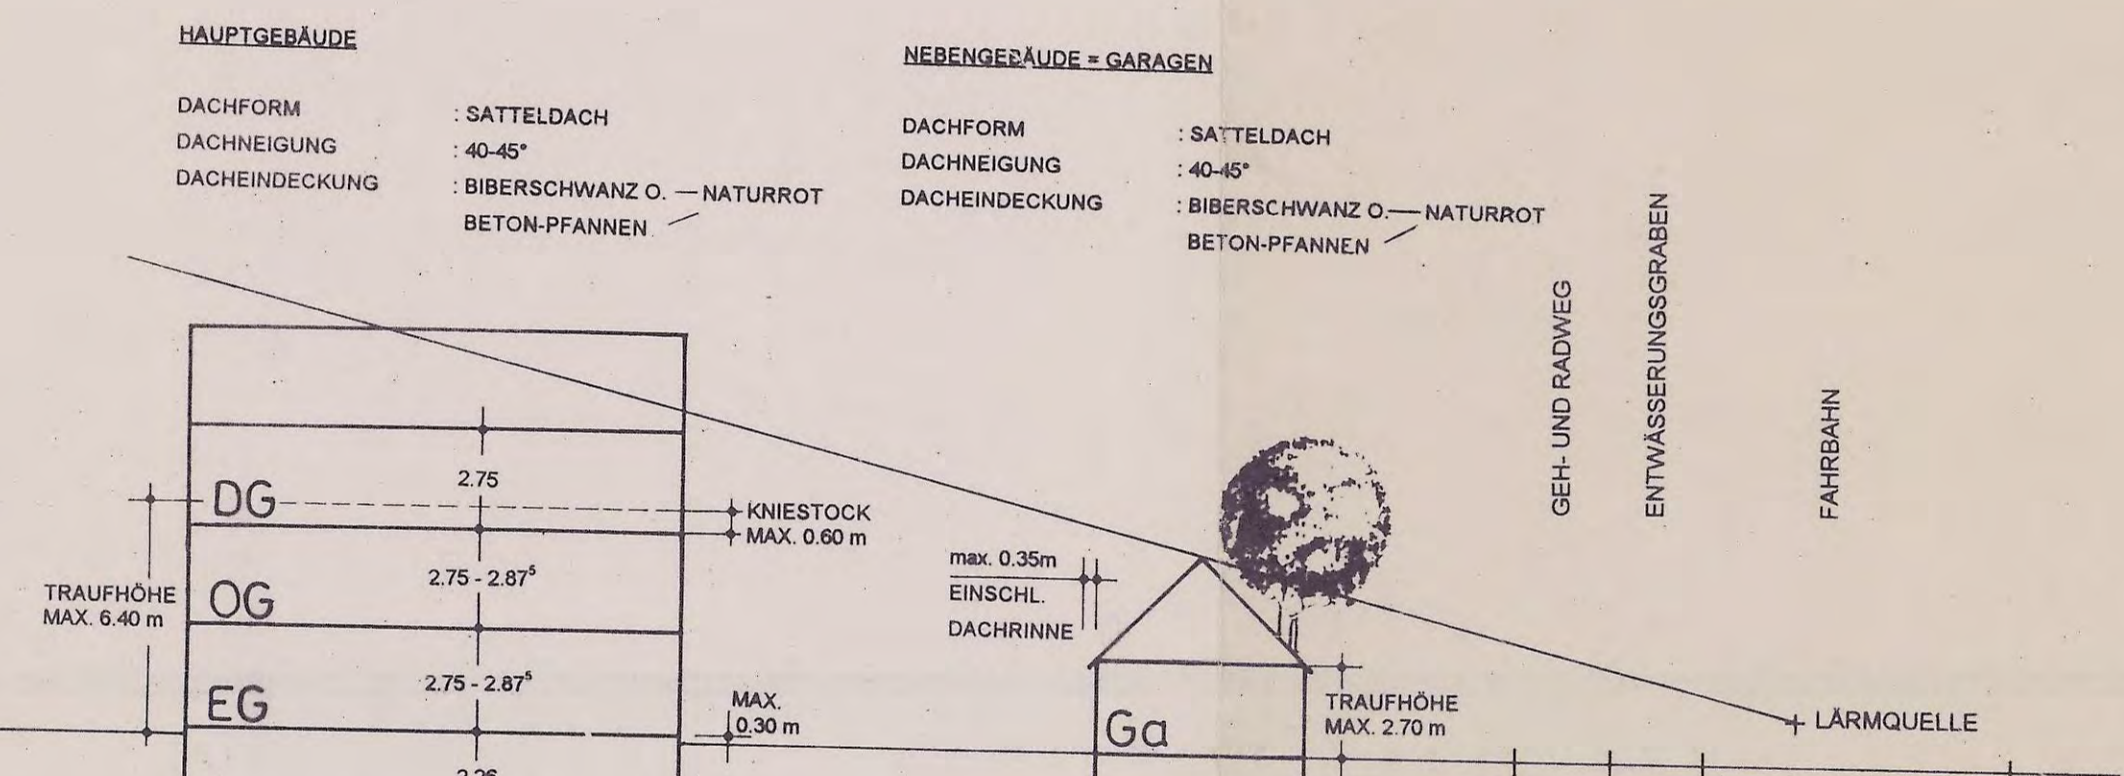 HAUPTGEBÄUDE
DACHFORM : SATTELDACH
DACHNEIGUNG : 40-45°
DACHEINDECKUNG : BIBERSCHWANZ O. — NATURROT
BETON-PFANNEN
NEBENGEBÄUDE = GARAGEN
DACHFORM : SATTELDACH
DACHNEIGUNG : 40-45°
DACHEINDECKUNG : BIBERSCHWANZ O. — NATURROT
BETON-PFANNEN
GEH- UND RADWEG
ENTWÄSSERUNGSGRABEN
FAHRBAHN
2.75
DG
KNIESTOCK
MAX. 0.60 m
2.75 - 2.87⁵
OG
TRAUFHÖHE
MAX. 6.40 m
2.75 - 2.87⁵
EG
MAX.
0.30 m
max. 0.35m
EINSCHL.
DACHRINNE
Ga
TRAUFHÖHE
MAX. 2.70 m
LÄRMQUELLE